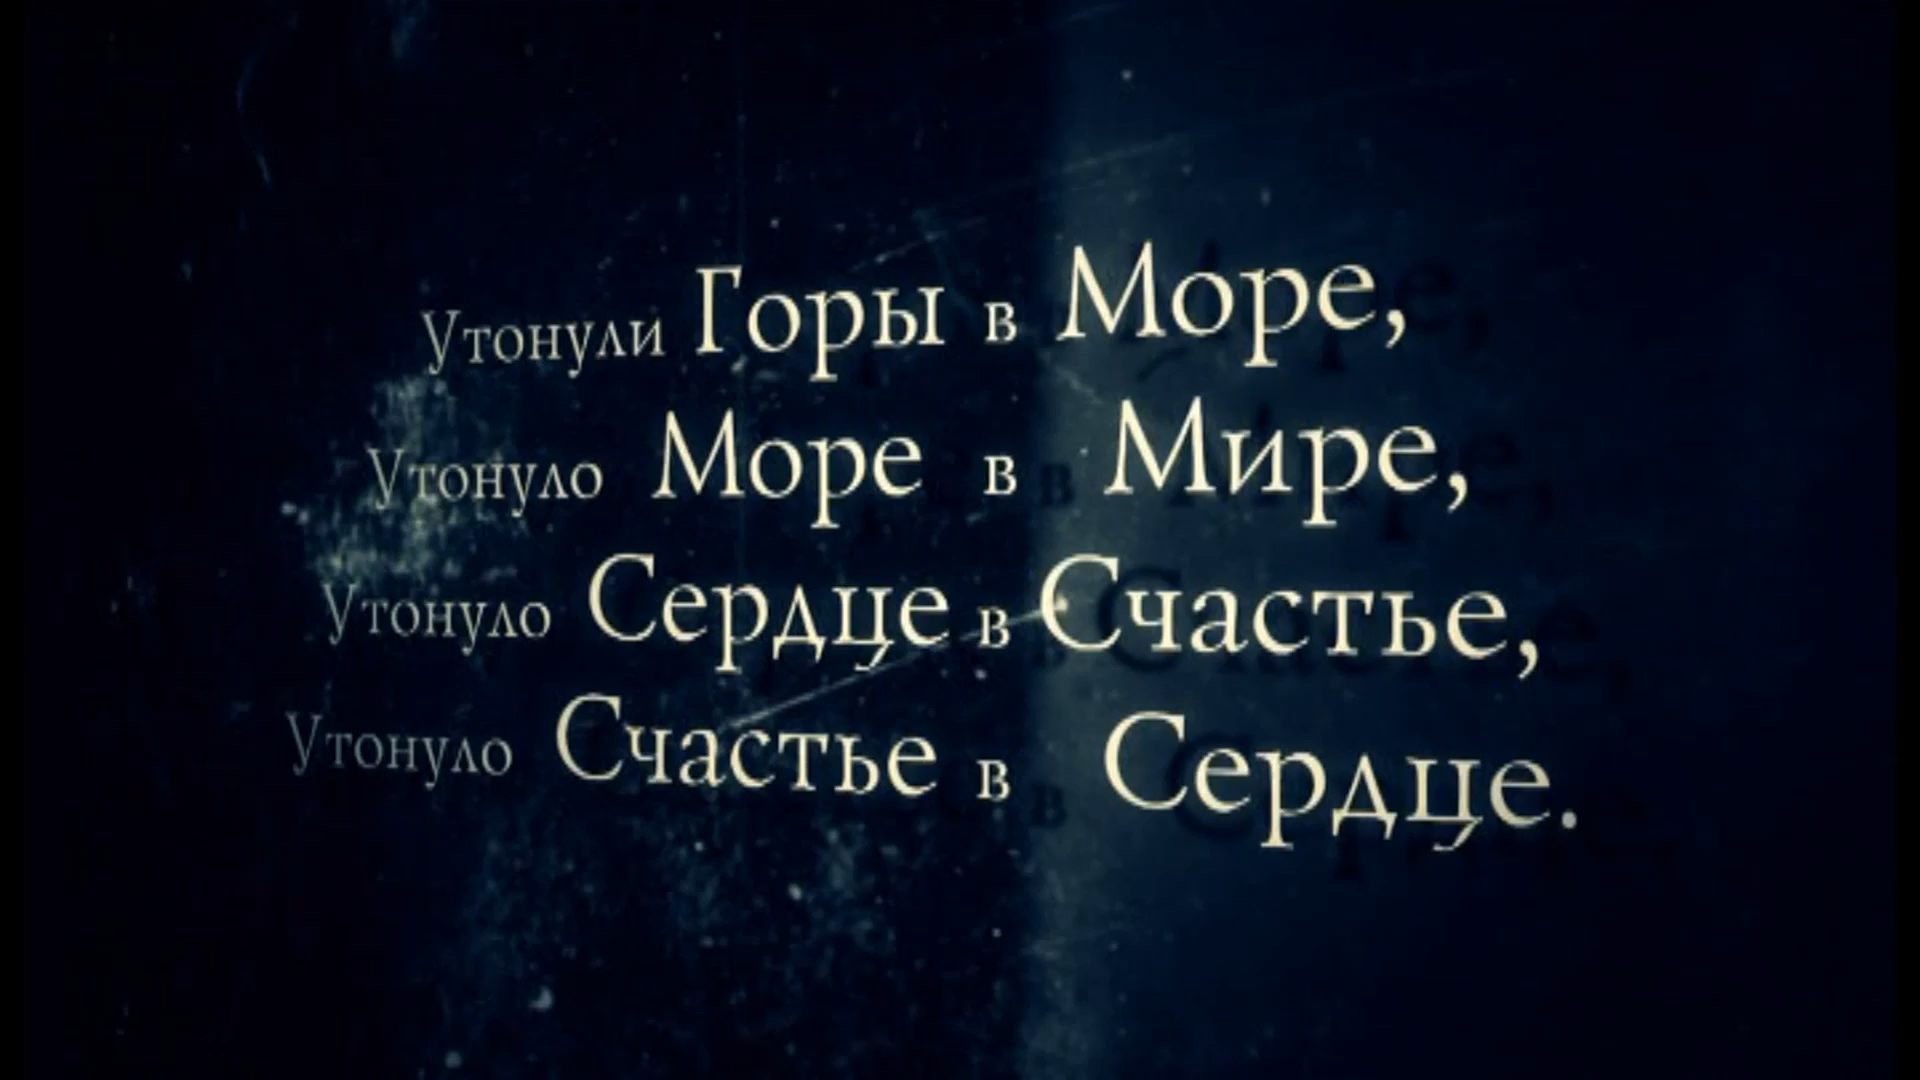 Утонули Горы в Море,
Утонуло Море в Мире,
Утонуло Сердце в Счастье,
Утонуло Счастье в Сердце.